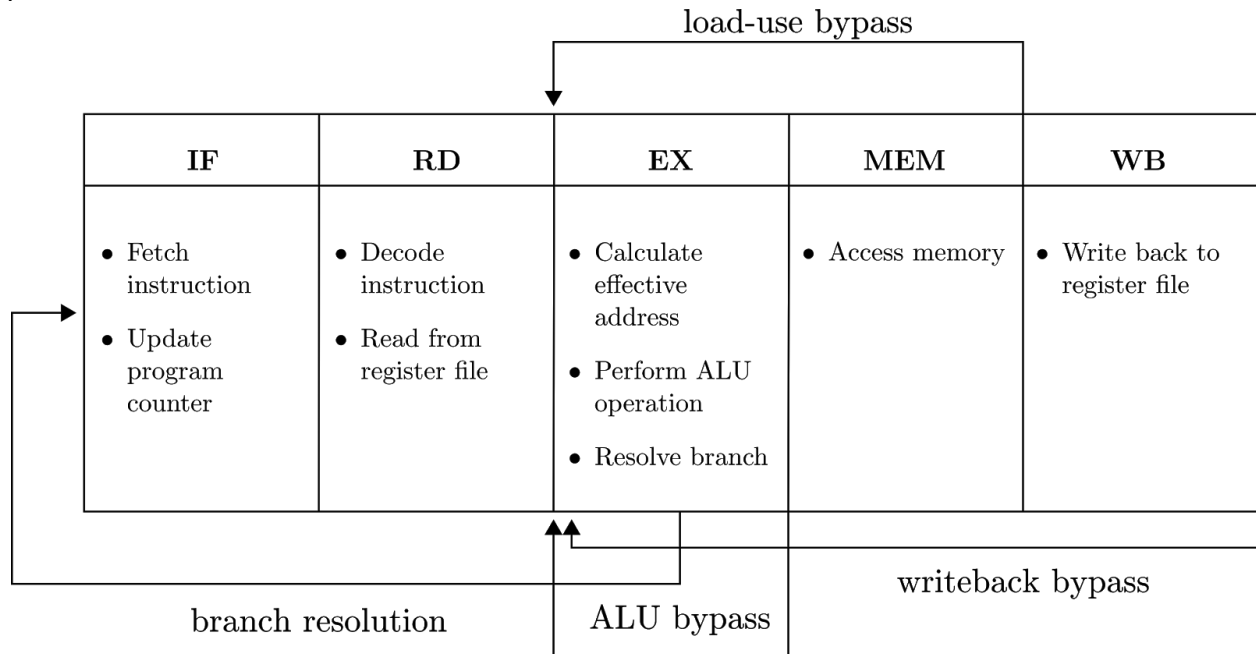 load-use bypass
IF RD EX MEM WB
• Fetch instruction
• Update program counter
• Decode instruction
• Read from register file
• Calculate effective address
• Perform ALU operation
• Resolve branch
• Access memory
• Write back to register file
writeback bypass
branch resolution
ALU bypass